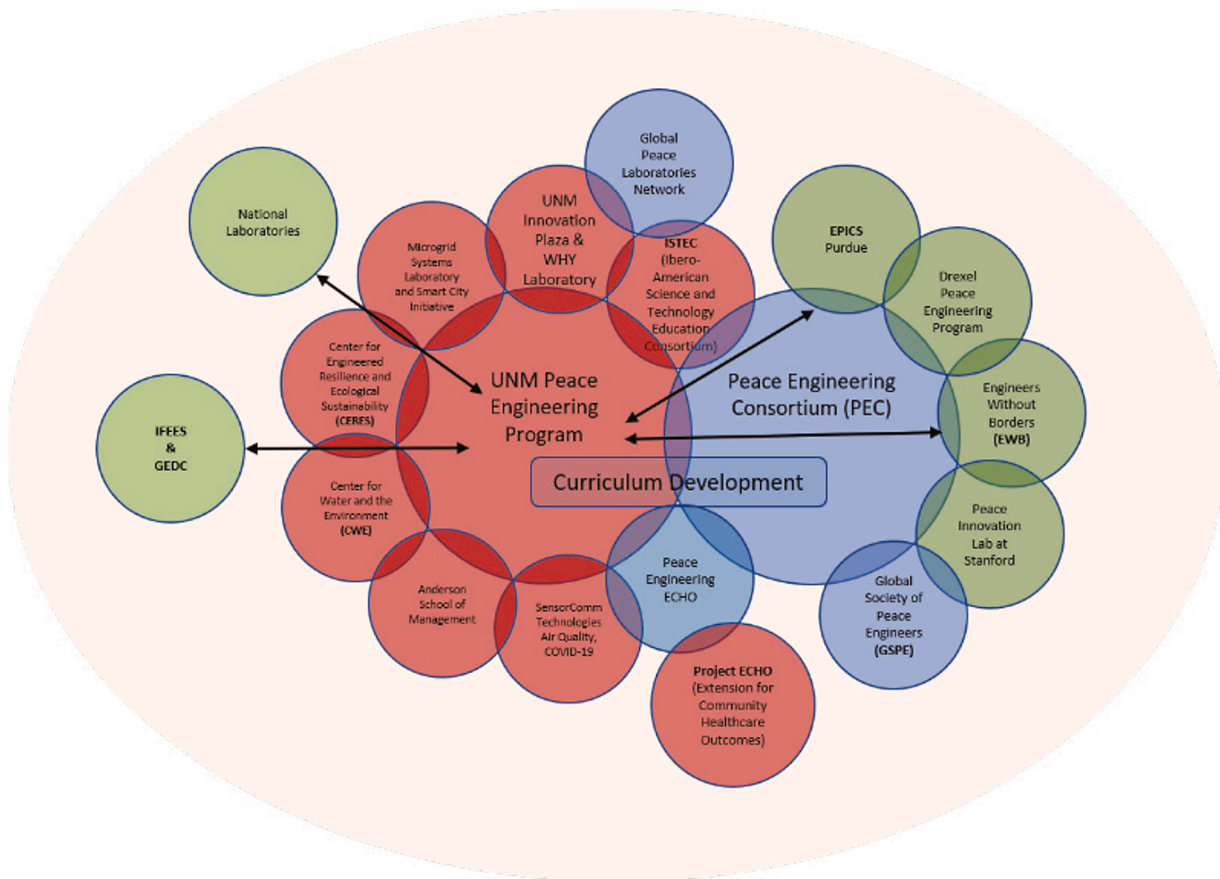 Global
Peace
Laboratories
Network
National
Laboratories
UNM
Innovation
Plaza &
WHY
Laboratory
Microgrid
Systems
Laboratory
and Smart City
Initiative
ISTEC
(Ibero-
American
Science and
Technology
Education
Consortium)
EPICS
Purdue
Drexel
Peace
Engineering
Program
Center for
Engineered
Resilience and
Ecological
Sustainability
(CERES)
UNM Peace
Engineering
Program
Peace Engineering
Consortium (PEC)
Engineers
Without
Borders
(EWB)
IFEES
&
GEDC
Curriculum Development
Center for
Water and the
Environment
(CWE)
Peace
Innovation
Lab at
Stanford
Anderson
School of
Management
SensorComm
Technologies
Air Quality,
COVID-19
Peace
Engineering
ECHO
Global
Society of
Peace
Engineers
(GSPE)
Project ECHO
(Extension for
Community
Healthcare
Outcomes)